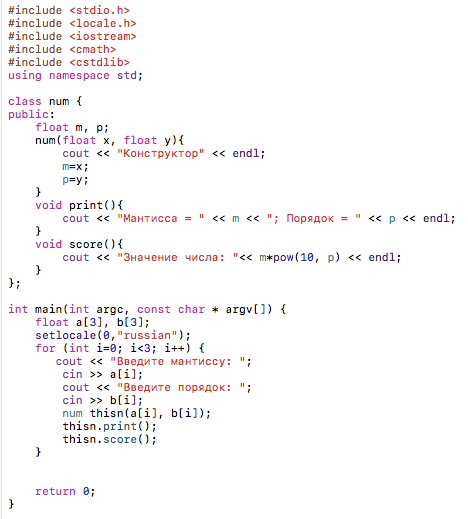 #include <stdio.h>
#include <locale.h>
#include <iostream>
#include <cmath>
#include <cstdlib>
using namespace std;

class num {
public:
    float m, p;
    num(float x, float y){
        cout << "Конструктор" << endl;
        m=x;
        p=y;
    }
    void print(){
        cout << "Мантисса = " << m << "; Порядок = " << p << endl;
    }
    void score(){
        cout << "Значение числа: "<< m*pow(10, p) << endl;
    }
};

int main(int argc, const char * argv[]) {
    float a[3], b[3];
    setlocale(0,"russian");
    for (int i=0; i<3; i++) {
       cout << "Введите мантиссу: ";
        cin >> a[i];
        cout << "Введите порядок: ";
        cin >> b[i];
        num thisn(a[i], b[i]);
        thisn.print();
        thisn.score();
    }


    return 0;
}